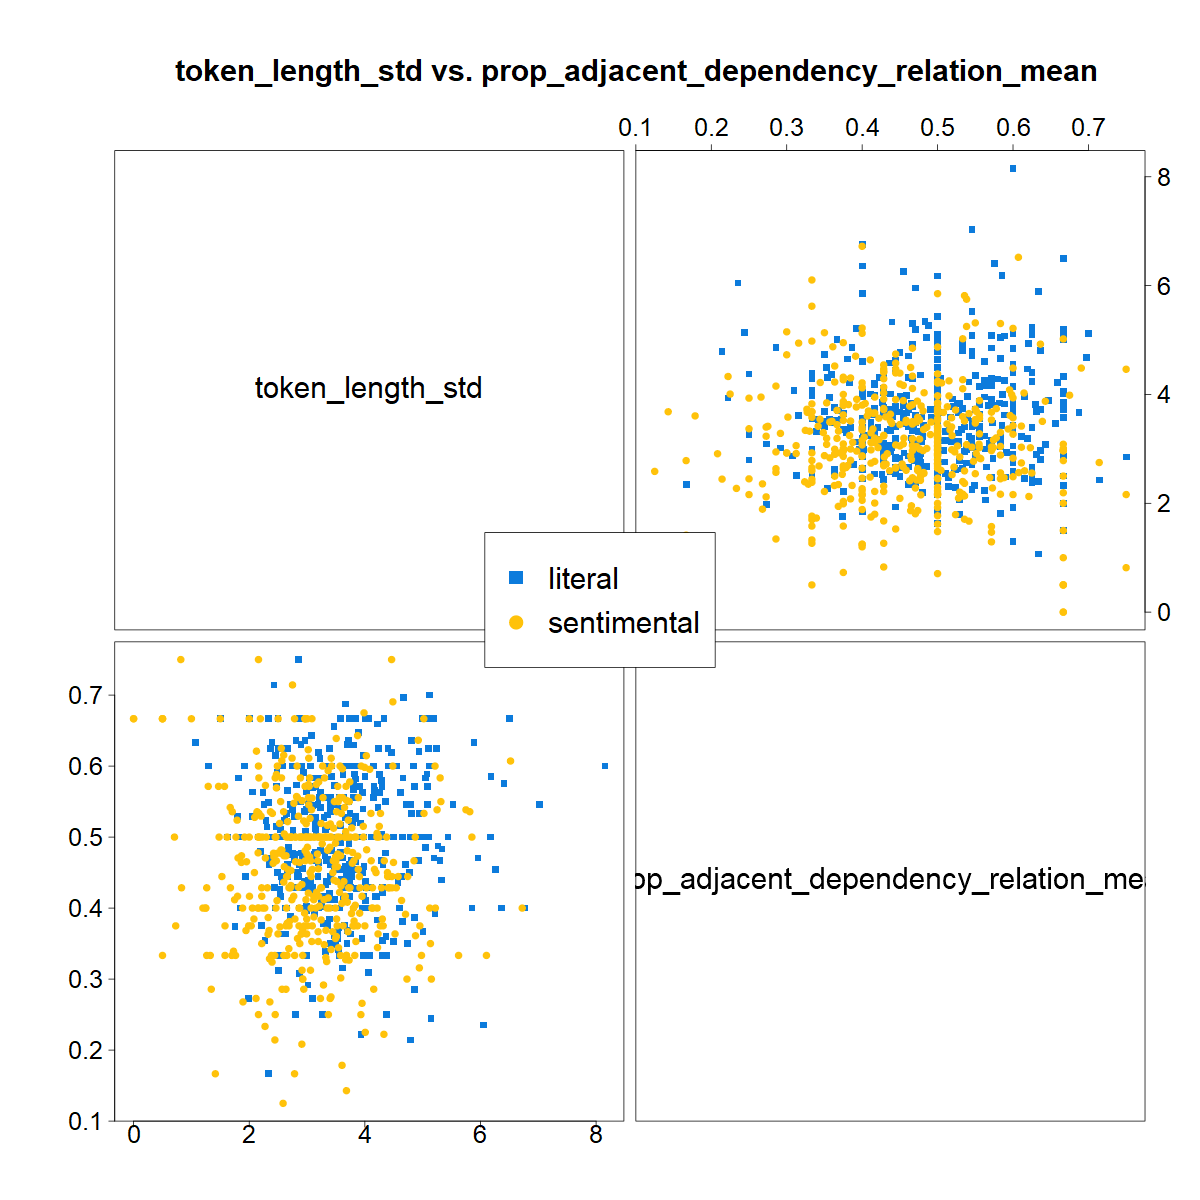 token_length_std vs. prop_adjacent_dependency_relation_mean
0.1 0.2 0.3 0.4 0.5 0.6 0.7
8
6
token_length_std
4
2
literal
0
sentimental
0.7
0.6
0.5
op_adjacent_dependency_relation_me
0.4
0.3
0.2
0.1
0 2 4 6 8